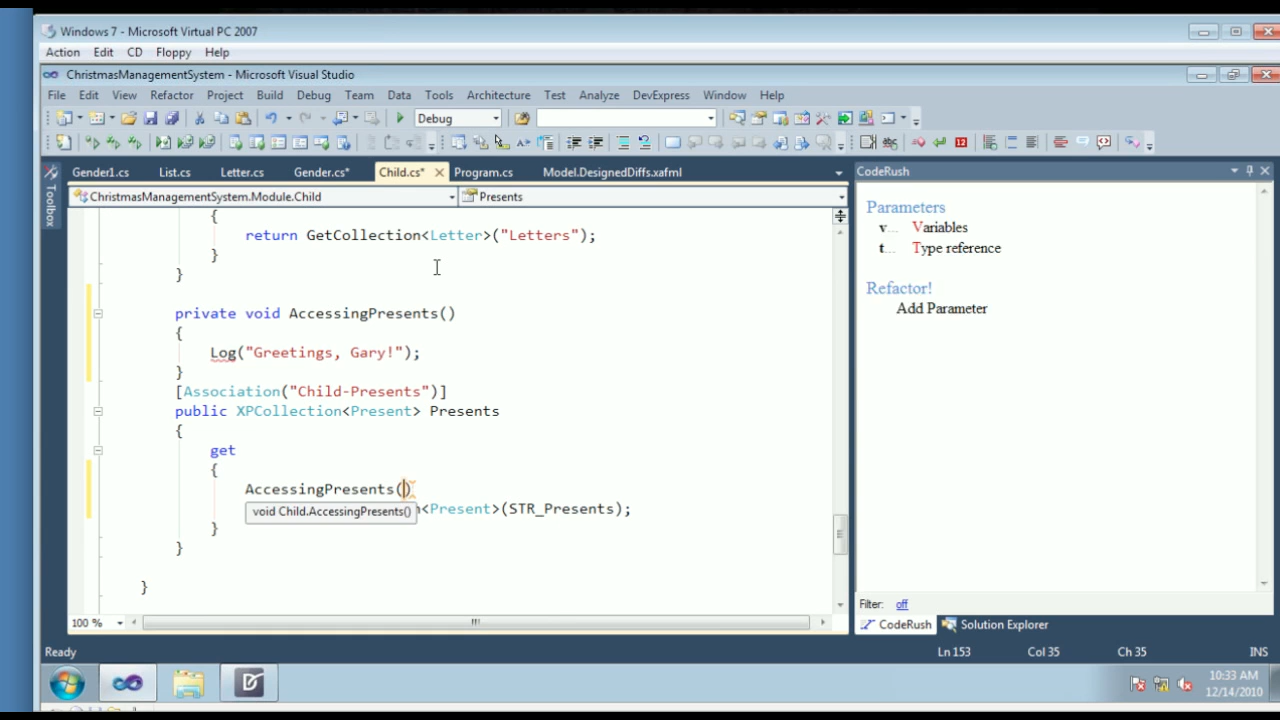 Windows 7 - Microsoft Virtual PC 2007
Action Edit CD Floppy Help
ChristmasManagementSystem - Microsoft Visual Studio
File Edit View Refactor Project Build Debug Team Data Tools Architecture Test Analyze DevExpress Window Help
Debug
Gender1.cs List.cs Letter.cs Gender.cs* Child.cs* Program.cs Model.DesignedDiffs.xafml
CodeRush
Toolbox
ChristmasManagementSystem.Module.Child Presents
{
return GetCollection<Letter>("Letters");
}
}
private void AccessingPresents()
{
Log("Greetings, Gary!");
}
[Association("Child-Presents")]
public XPCollection<Present> Presents
{
get
{
AccessingPresents()
void Child.AccessingPresents()
<Present>(STR_Presents);
}
}
}
Parameters
v... Variables
t... Type reference
Refactor!
Add Parameter
Filter: off
100 %
CodeRush Solution Explorer
Ready Ln 153 Col 35 Ch 35 INS
10:33 AM
12/14/2010